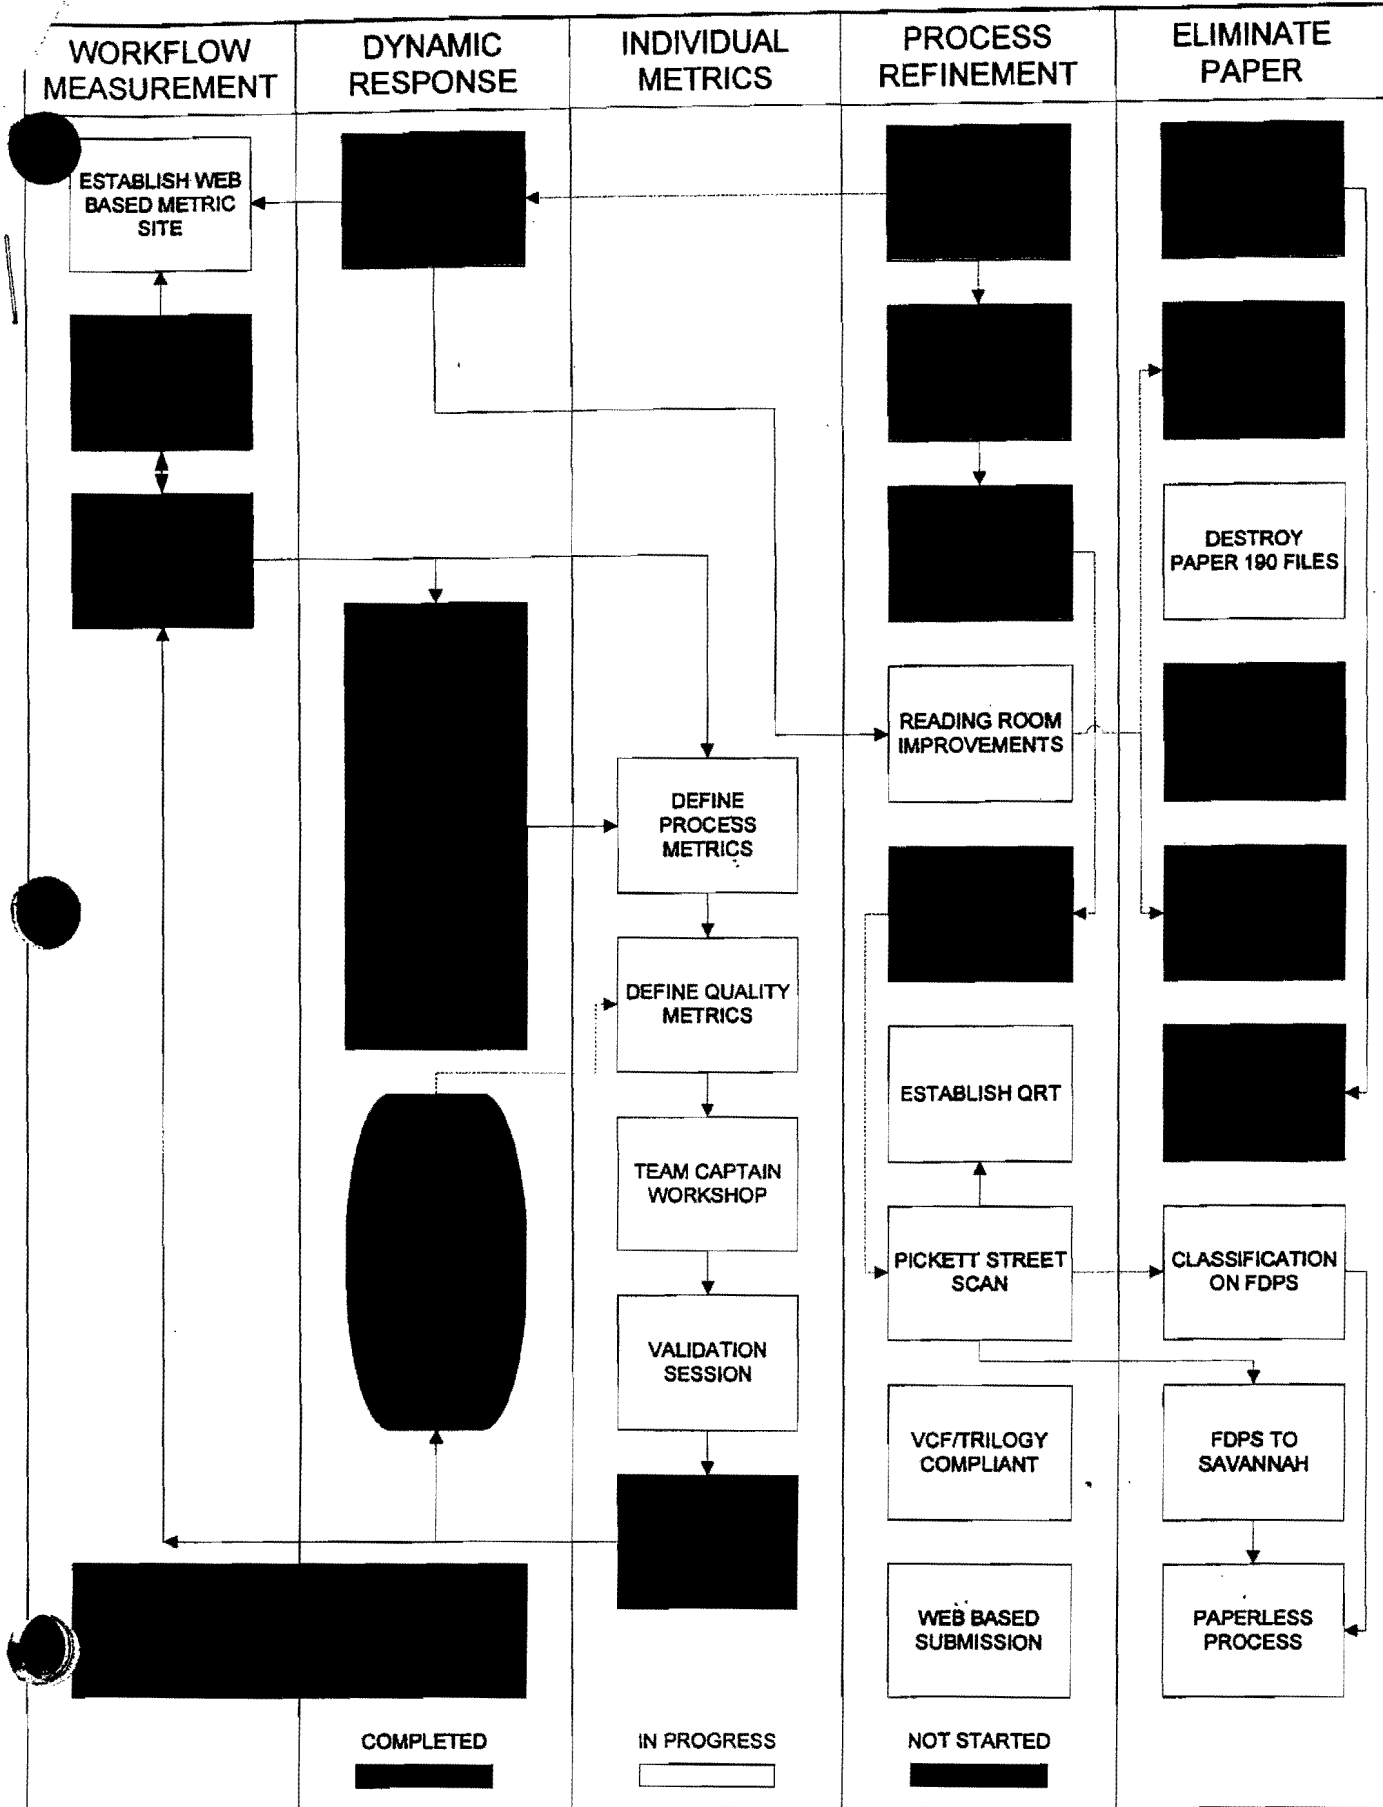 WORKFLOW
MEASUREMENT
DYNAMIC
RESPONSE
INDIVIDUAL
METRICS
PROCESS
REFINEMENT
ELIMINATE
PAPER
ESTABLISH WEB
BASED METRIC
SITE
DEFINE
PROCESS
METRICS
DEFINE QUALITY
METRICS
TEAM CAPTAIN
WORKSHOP
VALIDATION
SESSION
READING ROOM
IMPROVEMENTS
ESTABLISH QRT
PICKETT STREET
SCAN
VCF/TRILOGY
COMPLIANT
WEB BASED
SUBMISSION
DESTROY
PAPER 190 FILES
CLASSIFICATION
ON FDPS
FDPS TO
SAVANNAH
PAPERLESS
PROCESS
COMPLETED
IN PROGRESS
NOT STARTED